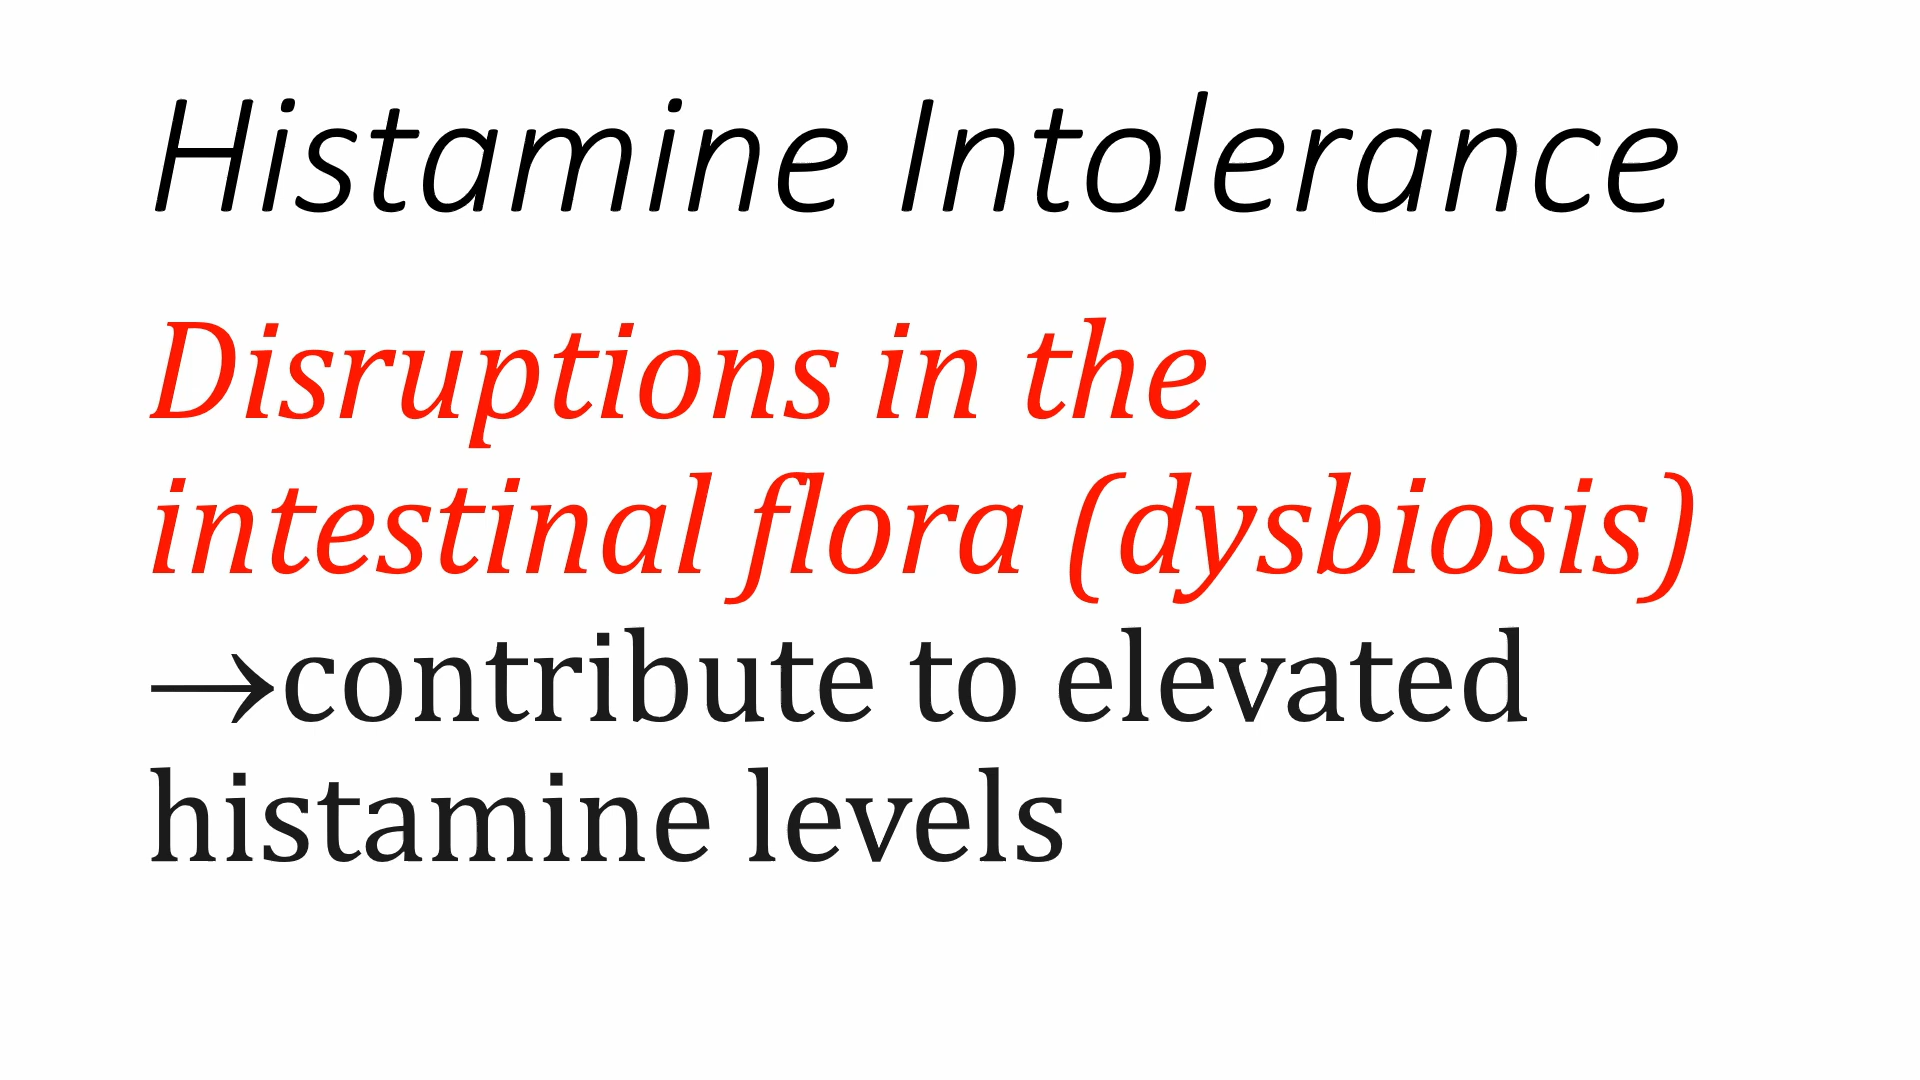 Histamine Intolerance
Disruptions in the
intestinal flora (dysbiosis)
→contribute to elevated
histamine levels